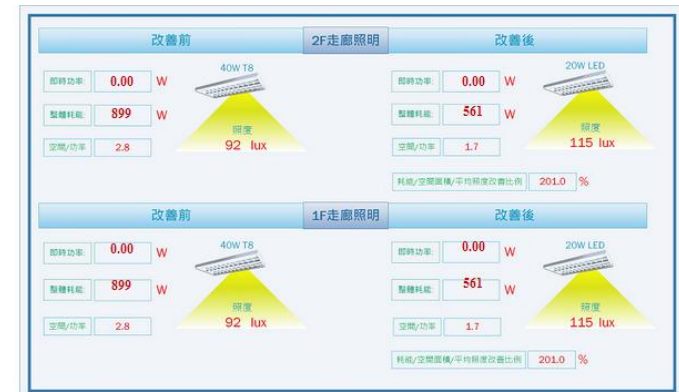 改善前 2F走廊照明 改善後
40W T8 20W LED
即時功率: 0.00 W 即時功率: 0.00 W
整體耗能: 899 W 整體耗能: 561 W
照度 照度
空間/功率 2.8 92 lux 空間/功率 1.7 115 lux
耗能/空間面積/平均照度改善比例 201.0 %
改善前 1F走廊照明 改善後
40W T8 20W LED
即時功率: 0.00 W 即時功率: 0.00 W
整體耗能: 899 W 整體耗能: 561 W
照度 照度
空間/功率 2.8 92 lux 空間/功率 1.7 115 lux
耗能/空間面積/平均照度改善比例 201.0 %